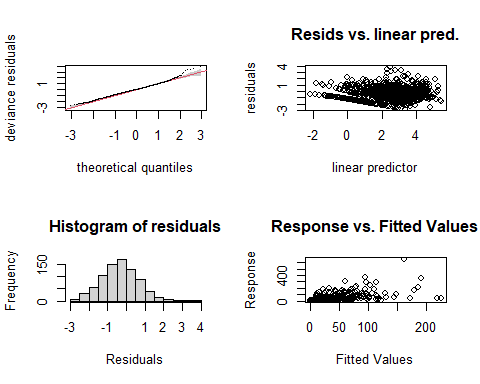 deviance residuals
-3 1
-3 -1 0 1 2 3
theoretical quantiles
Resids vs. linear pred.
residuals
-3 1 4
-2 0 2 4
linear predictor
Histogram of residuals
Frequency
0 150
-3 -1 1 2 3 4
Residuals
Response vs. Fitted Values
Response
0 400
0 50 100 200
Fitted Values